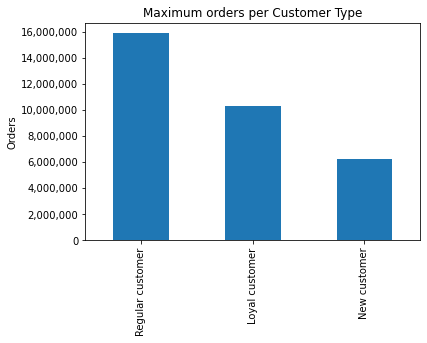 Maximum orders per Customer Type
16,000,000
14,000,000
12,000,000
10,000,000
8,000,000
6,000,000
4,000,000
2,000,000
0
Orders
Regular customer
Loyal customer
New customer